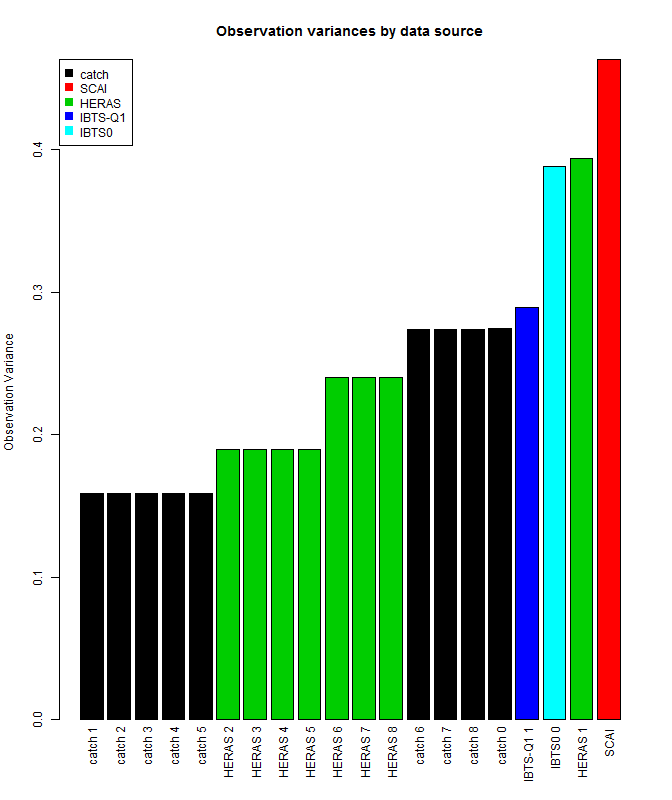 Observation variances by data source
catch
SCAI
HERAS
IBTS-Q1
IBTS0
Observation Variance
0.4
0.3
0.2
0.1
0.0
catch 1
catch 2
catch 3
catch 4
catch 5
HERAS 2
HERAS 3
HERAS 4
HERAS 5
HERAS 6
HERAS 7
HERAS 8
catch 6
catch 7
catch 8
catch 0
IBTS-Q1 1
IBTS0 0
HERAS 1
SCAI